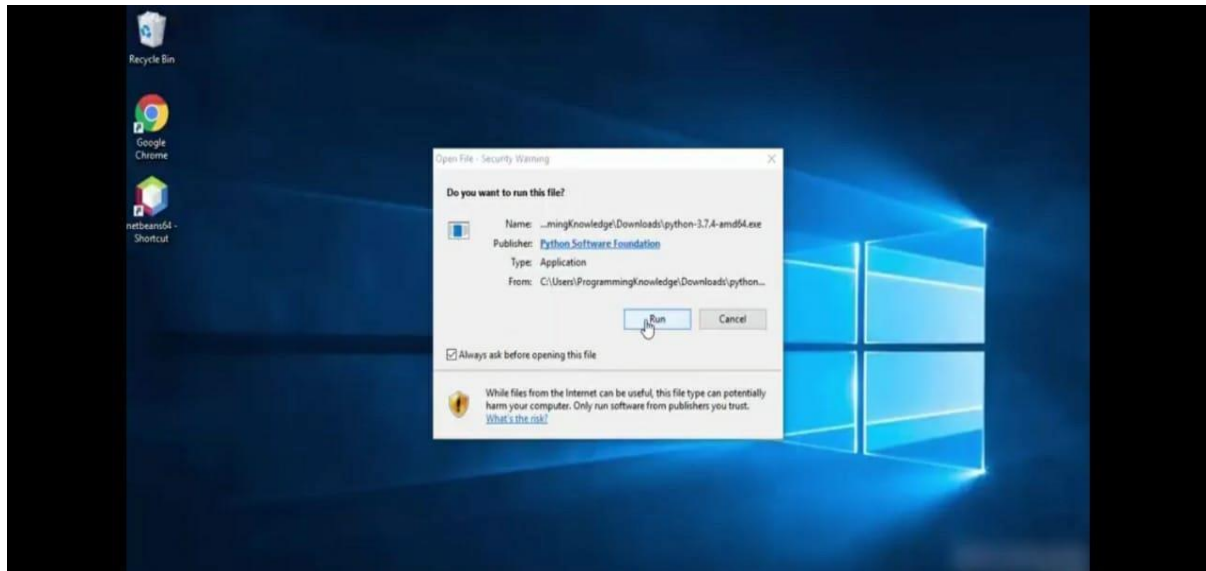 Recycle Bin
Google
Chrome
netbeans64 -
Shortcut
Open File - Security Warning
Do you want to run this file?
Name: ...mingKnowledge\Downloads\python-3.7.4-amd64.exe
Publisher: Python Software Foundation
Type: Application
From: C:\Users\ProgrammingKnowledge\Downloads\python...
Run Cancel
Always ask before opening this file
While files from the Internet can be useful, this file type can potentially
harm your computer. Only run software from publishers you trust.
What's the risk?